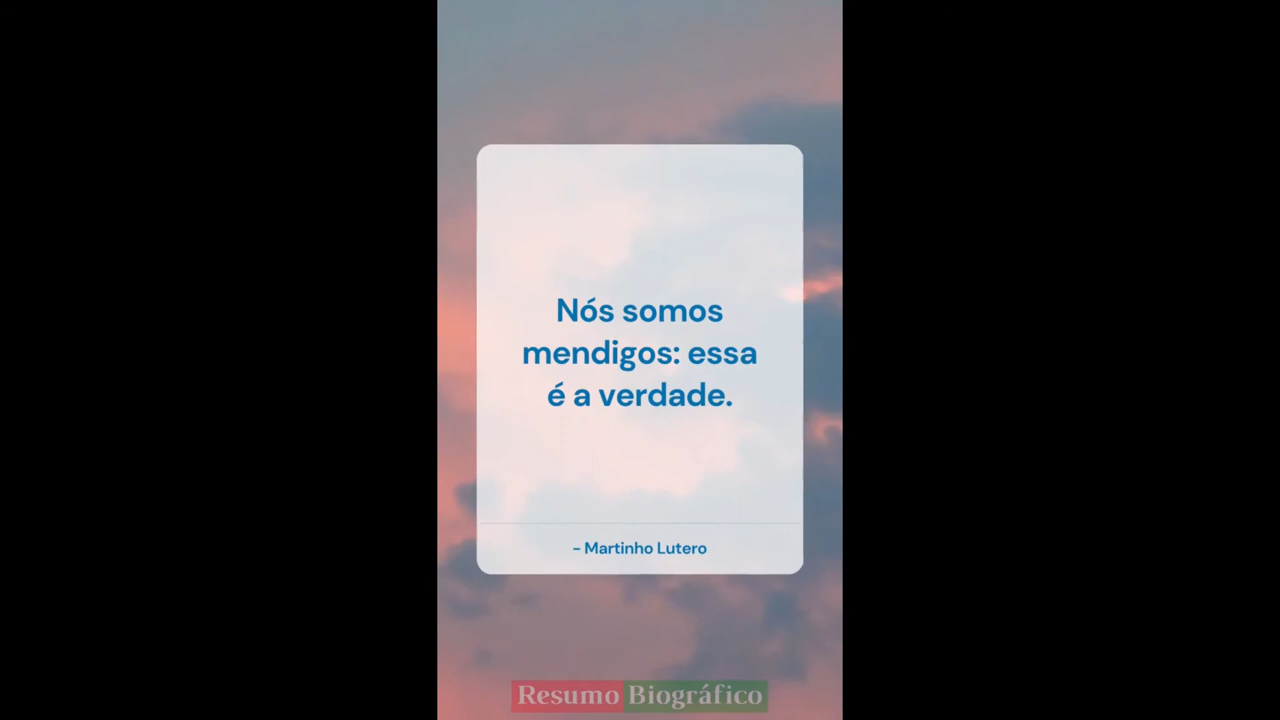 Nós somos
mendigos: essa
é a verdade.
- Martinho Lutero
Resumo Biográfico